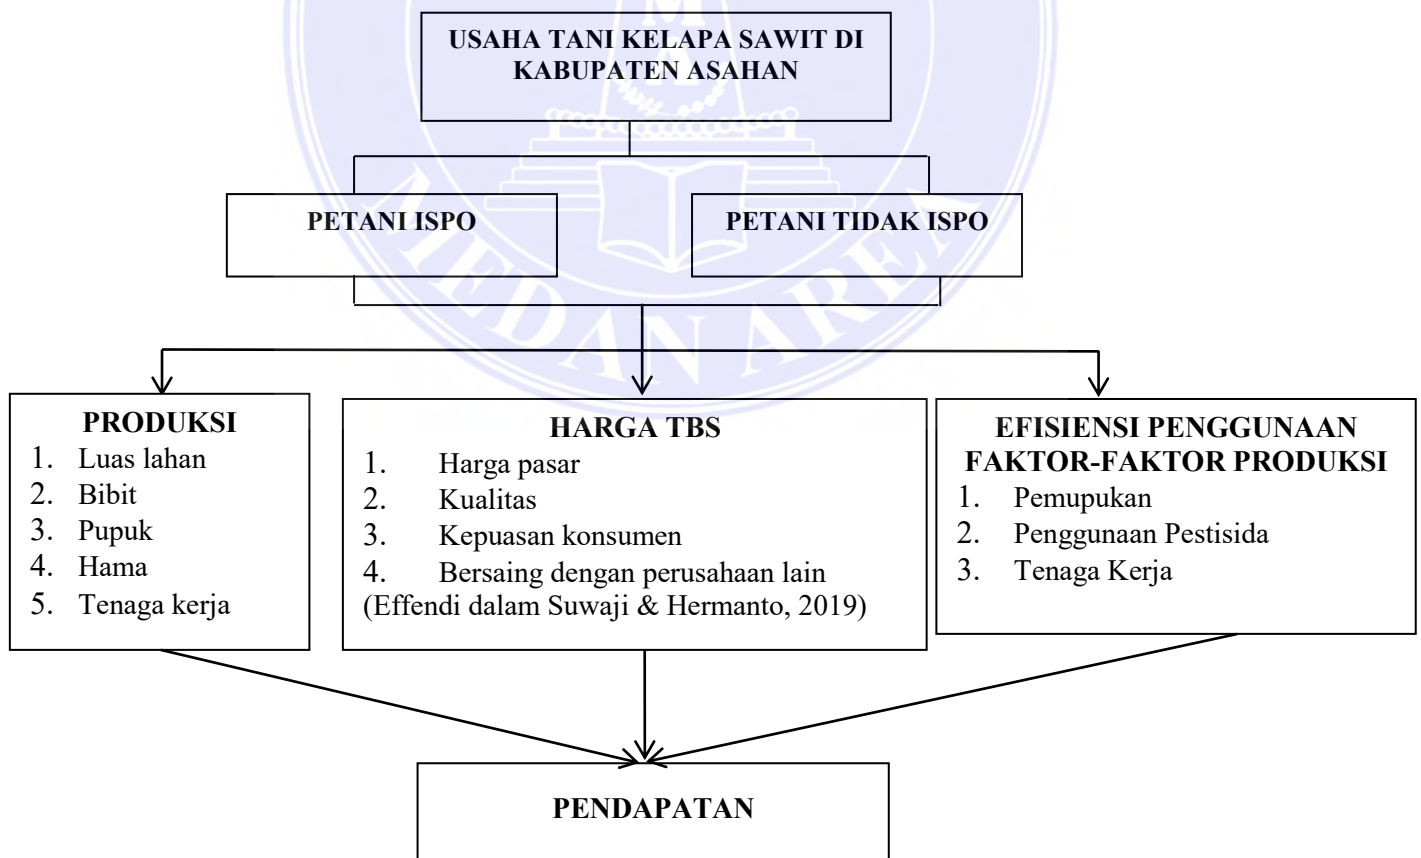 USAHA TANI KELAPA SAWIT DI
KABUPATEN ASAHAN
PETANI ISPO
PETANI TIDAK ISPO
PRODUKSI
1. Luas lahan
2. Bibit
3. Pupuk
4. Hama
5. Tenaga kerja
HARGA TBS
1. Harga pasar
2. Kualitas
3. Kepuasan konsumen
4. Bersaing dengan perusahaan lain
(Effendi dalam Suwaji & Hermanto, 2019)
EFISIENSI PENGGUNAAN
FAKTOR-FAKTOR PRODUKSI
1. Pemupukan
2. Penggunaan Pestisida
3. Tenaga Kerja
PENDAPATAN
M
A
MEDAN AREA